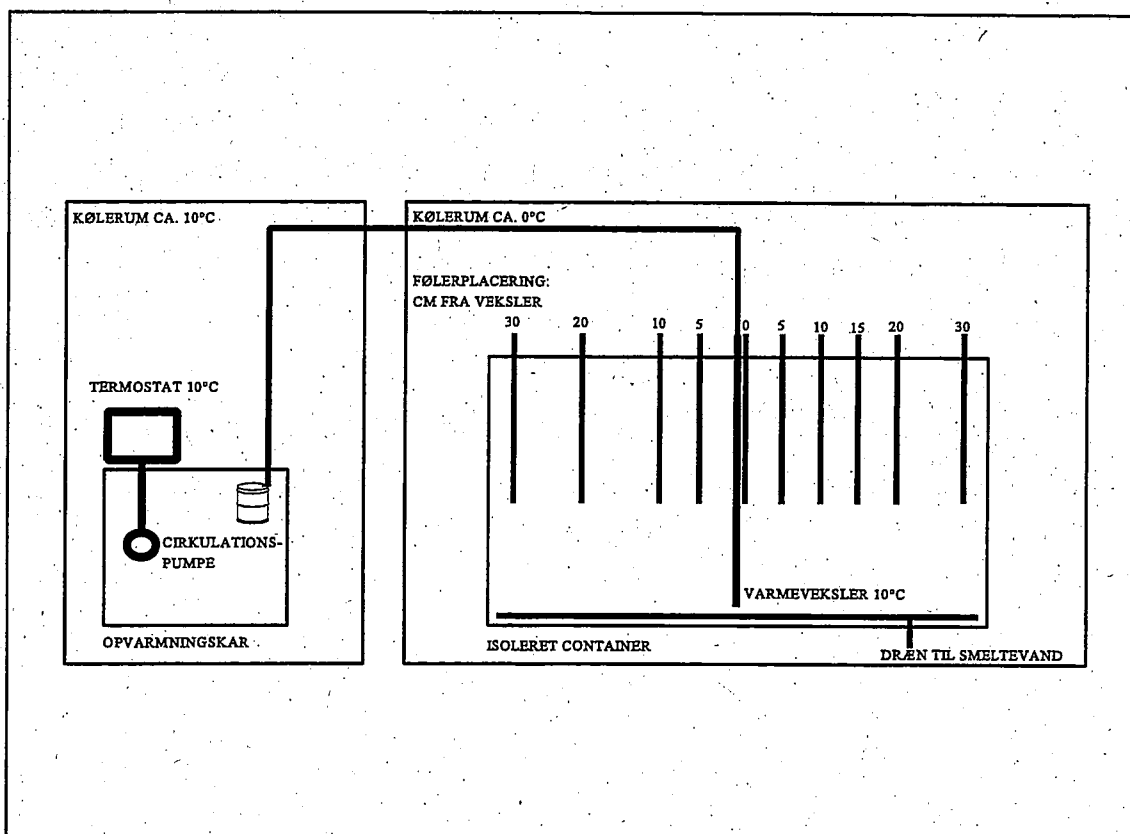 KØLERUM CA. 10°C
TERMOSTAT 10°C
CIRKULATIONS-
PUMPE
OPVARMNINGSKAR
KØLERUM CA. 0°C
FØLERPLACERING:
CM FRA VEKSLER
30 20 10 5 0 5 10 15 20 30
VARMEVEKSLER 10°C
ISOLERET CONTAINER
DRÆN TIL SMELTEVAND